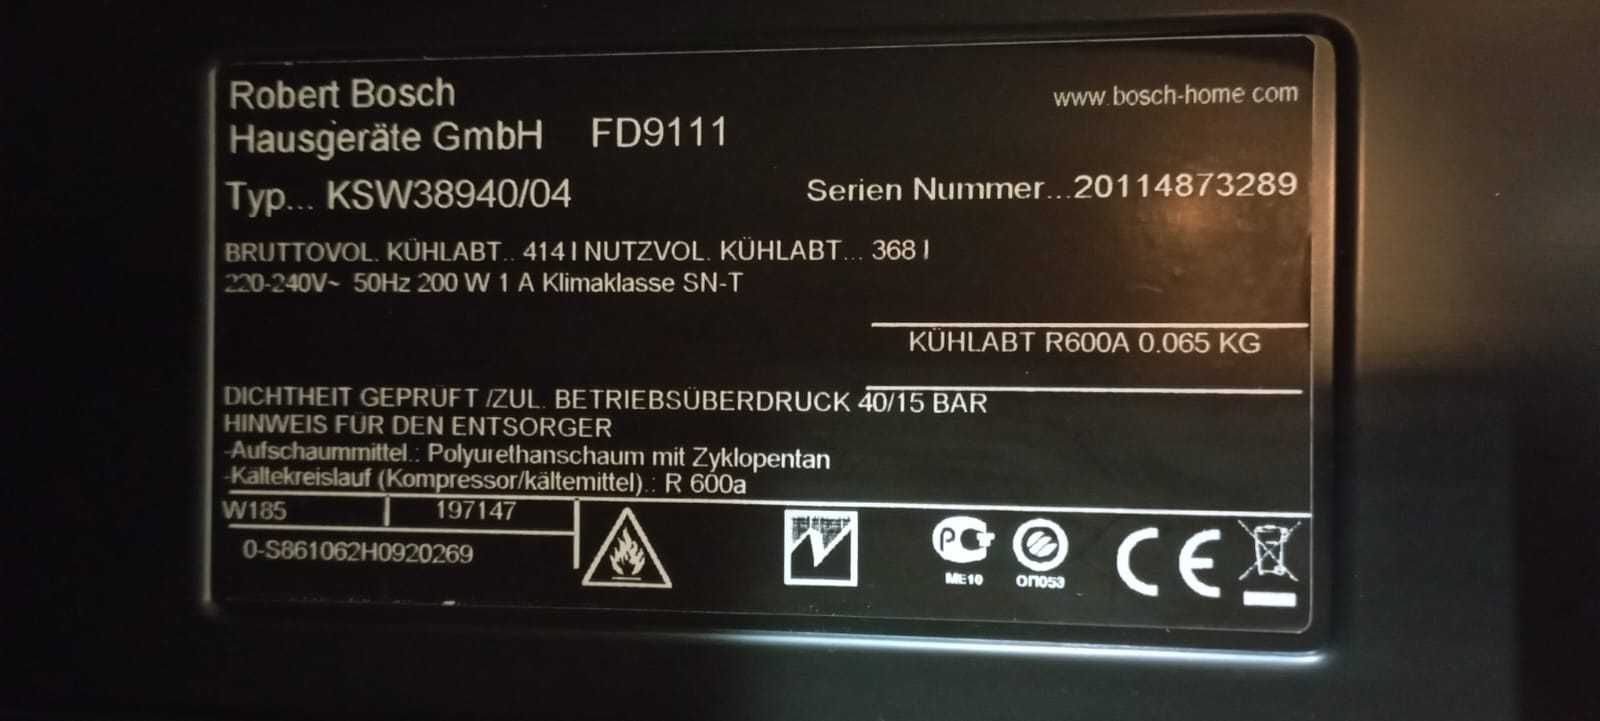 Robert Bosch
Hausgeräte GmbH FD9111
www.bosch-home.com
Typ... KSW38940/04 Serien Nummer...20114873289
BRUTTOVOL. KÜHLABT.. 414 l NUTZVOL. KÜHLABT... 368 l
220-240V~ 50Hz 200 W 1 A Klimaklasse SN-T
KÜHLABT R600A 0.065 KG
DICHTHEIT GEPRÜFT /ZUL. BETRIEBSÜBERDRUCK 40/15 BAR
HINWEIS FÜR DEN ENTSORGER
-Aufschaummittel.: Polyurethanschaum mit Zyklopentan
-Kältekreislauf (Kompressor/kältemittel).: R 600a
W185 197147
0-S861062H0920269
РСТ
ME10
ОП053
CE